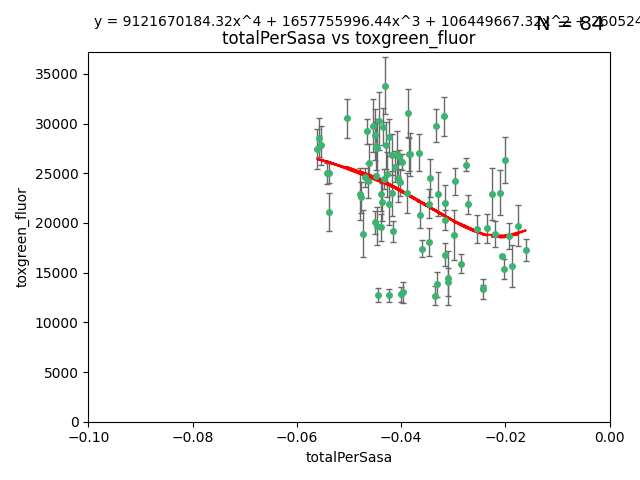 y = 9121670184.32x^4 + 1657755996.44x^3 + 106449667.32x^2 +
N = 84
totalPerSasa vs toxgreen_fluor
35000
30000
25000
20000
15000
10000
5000
0
toxgreen_fluor
−0.10 −0.08 −0.06 −0.04 −0.02 0.00
totalPerSasa